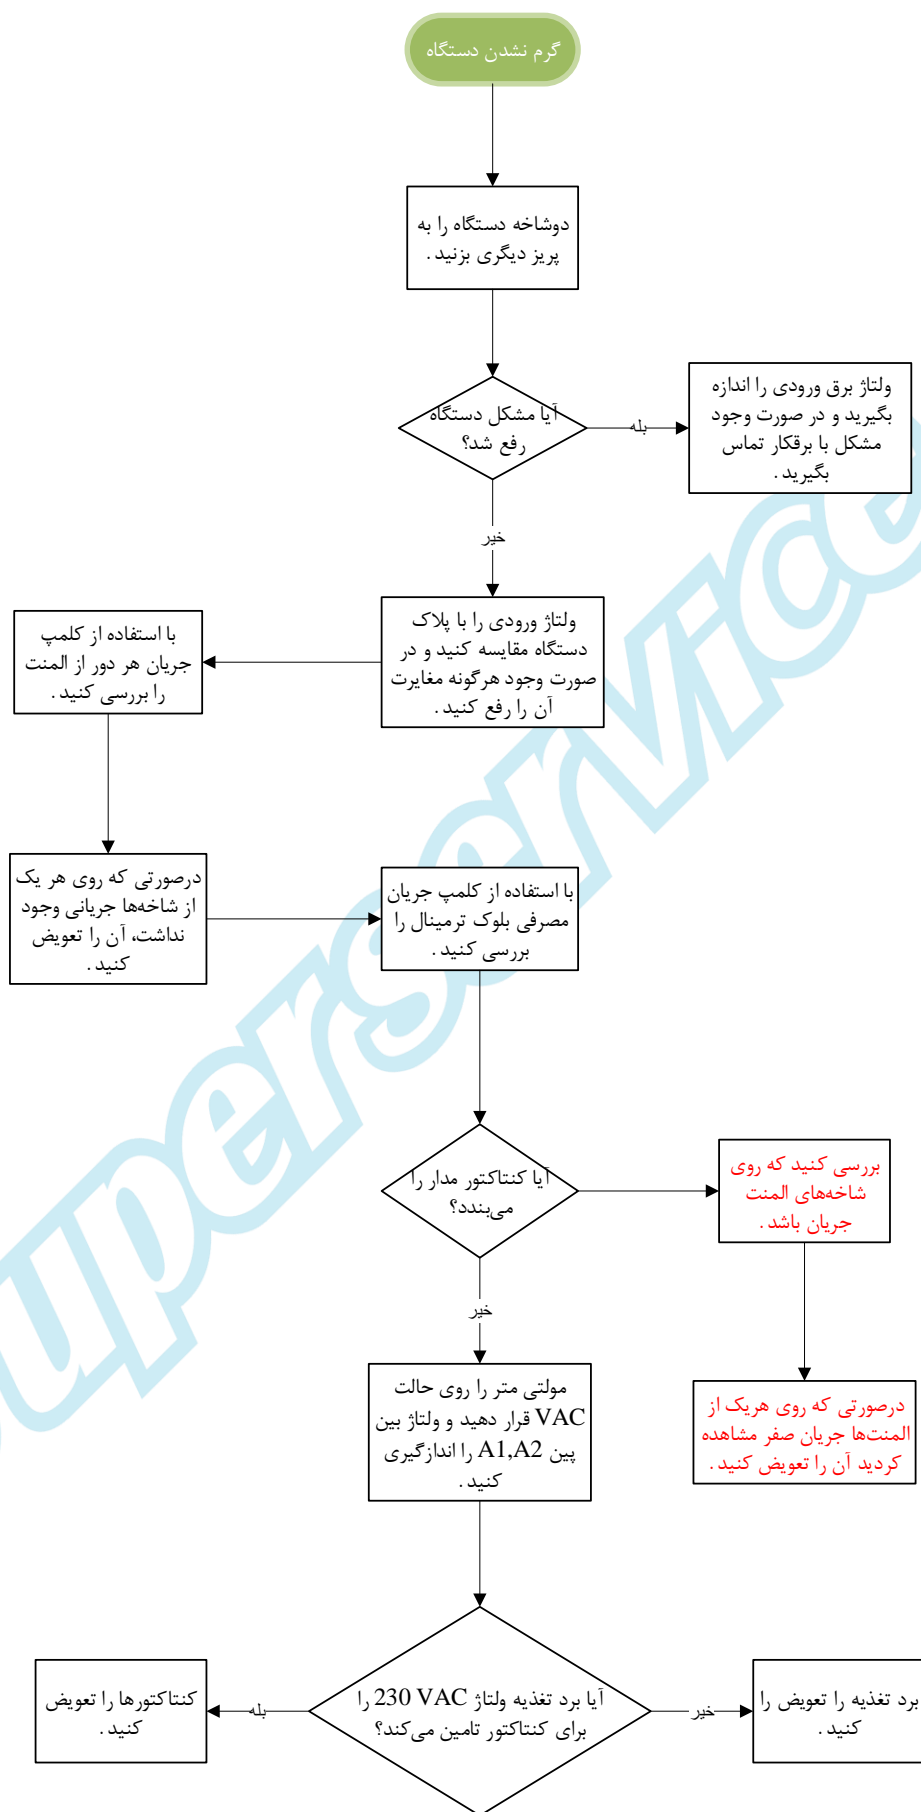 گرم نشدن دستگاه
دوشاخه دستگاه را به
پریز دیگری بزنید.
آیا مشکل دستگاه
رفع شد؟
بله
ولتاژ برق ورودی را اندازه
بگیرید و در صورت وجود
مشکل با برقکار تماس
بگیرید.
خیر
ولتاژ ورودی را با پلاک
دستگاه مقایسه کنید و در
صورت وجود هرگونه مغایرت
آن را رفع کنید.
با استفاده از کلمپ
جریان هر دور از المنت
را بررسی کنید.
درصورتی که روی هر یک
از شاخه‌ها جریانی وجود
نداشت، آن را تعویض
کنید.
با استفاده از کلمپ جریان
مصرفی بلوک ترمینال را
بررسی کنید.
آیا کنتاکتور مدار را
می‌بندد؟
بررسی کنید که روی
شاخه‌های المنت
جریان باشد.
درصورتی که روی هریک از
المنت‌ها جریان صفر مشاهده
کردید آن را تعویض کنید.
خیر
مولتی متر را روی حالت
VAC قرار دهید و ولتاژ بین
پین A1,A2 را اندازگیری
کنید.
آیا برد تغذیه ولتاژ 230 VAC را
برای کنتاکتور تامین می‌کند؟
خیر
برد تغذیه را تعویض را
کنید.
بله
کنتاکتورها را تعویض
کنید.
superservice